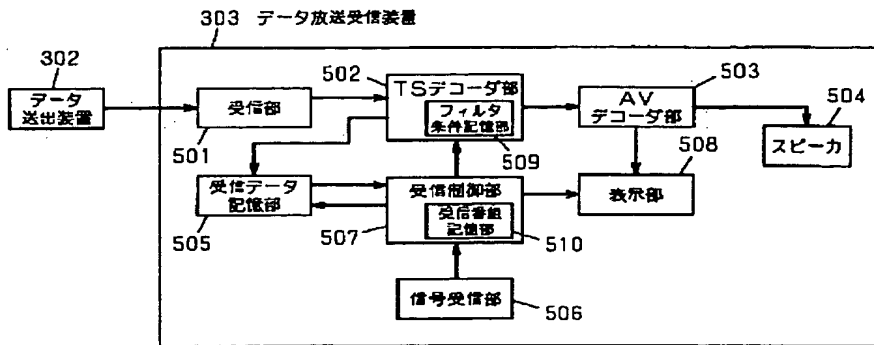 303 データ放送受信装置
302
データ
送出装置
受信部
501
502
TSデコーダ部
フィルタ
条件記憶部
509
503
AV
デコーダ部
504
スピーカ
受信データ
記憶部
505
受信制御部
受信番組
記憶部
507
510
508
表示部
信号受信部
506